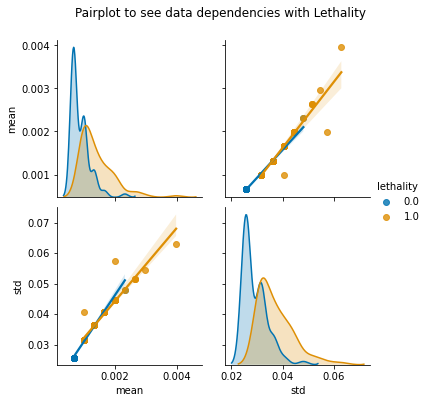 Pairplot to see data dependencies with Lethality
0.004
0.003
0.002
0.001
mean
lethality
0.0
1.0
0.07
0.06
0.05
0.04
0.03
std
0.002
0.004
0.02
0.04
0.06
mean
std